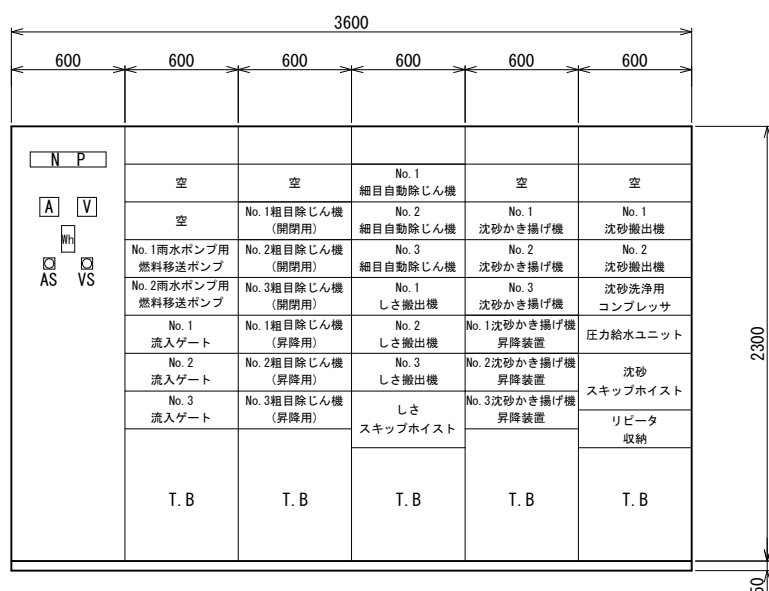 3600
600 600 600 600 600 600
N P
A V
Wh
AS VS
空
空
No.1雨水ポンプ用
燃料移送ポンプ
No.2雨水ポンプ用
燃料移送ポンプ
No.1
流入ゲート
No.2
流入ゲート
No.3
流入ゲート
T.B
空
No.1粗目除じん機
(開閉用)
No.2粗目除じん機
(開閉用)
No.3粗目除じん機
(開閉用)
No.1粗目除じん機
(昇降用)
No.2粗目除じん機
(昇降用)
No.3粗目除じん機
(昇降用)
T.B
No.1
細目自動除じん機
No.2
細目自動除じん機
No.3
細目自動除じん機
No.1
しさ搬出機
No.2
しさ搬出機
No.3
しさ搬出機
しさ
スキップホイスト
T.B
空
No.1
沈砂かき揚げ機
No.2
沈砂かき揚げ機
No.3
沈砂かき揚げ機
No.1沈砂かき揚げ機
昇降装置
No.2沈砂かき揚げ機
昇降装置
No.3沈砂かき揚げ機
昇降装置
T.B
空
No.1
沈砂搬出機
No.2
沈砂搬出機
沈砂洗浄用
コンプレッサ
圧力給水ユニット
沈砂
スキップホイスト
リピータ
収納
T.B
2300
50